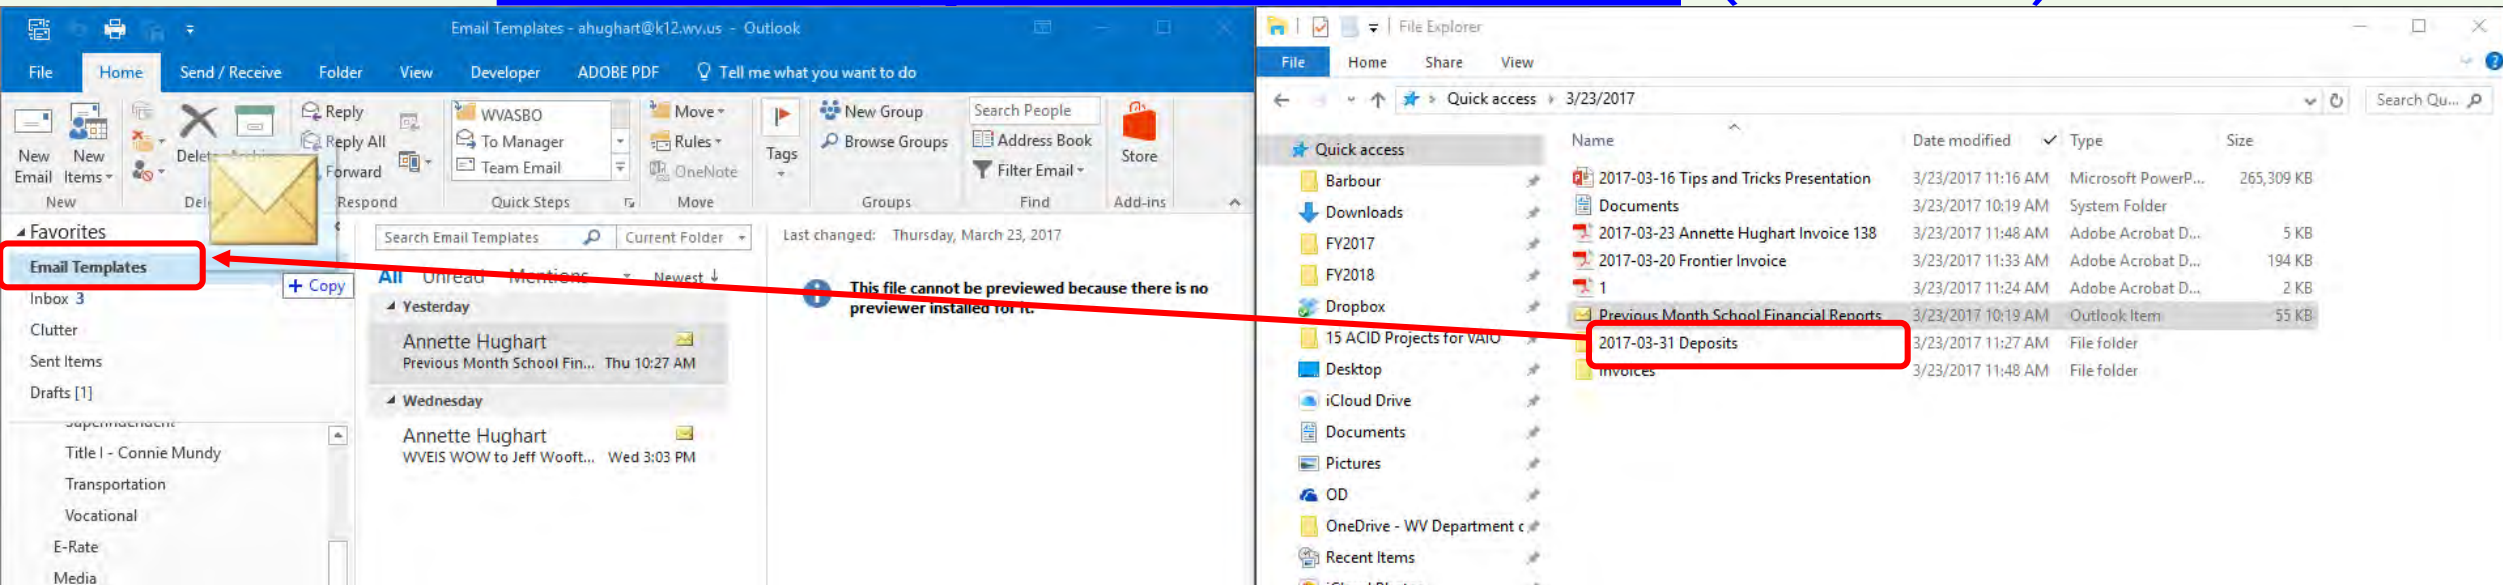 Email Templates - ahughart@k12.wv.us - Outlook
File Home Send / Receive Folder View Developer ADOBE PDF Tell me what you want to do
New Email
New Items
Delete
Reply
Reply All
Forward
WVASBO
To Manager
Team Email
Move
Rules
OneNote
Tags
New Group
Browse Groups
Search People
Address Book
Filter Email
Store
New Respond Quick Steps Move Groups Find Add-ins
Favorites
Email Templates
Inbox 3
Clutter
Sent Items
Drafts [1]
Title I - Connie Mundy
Transportation
Vocational
E-Rate
Media
+ Copy
Search Email Templates Current Folder
All Unread Mentions Newest ↓
Yesterday
Annette Hughart
Previous Month School Fin... Thu 10:27 AM
Wednesday
Annette Hughart
WVEIS WOW to Jeff Wooft... Wed 3:03 PM
Last changed: Thursday, March 23, 2017
This file cannot be previewed because there is no
previewer installed for it.
File Explorer
File Home Share View
Quick access 3/23/2017 Search Qu...
Quick access
Barbour
Downloads
FY2017
FY2018
Dropbox
15 ACID Projects for VAIO
Desktop
iCloud Drive
Documents
Pictures
OD
OneDrive - WV Department
Recent Items
Name Date modified Type Size
2017-03-16 Tips and Tricks Presentation 3/23/2017 11:16 AM Microsoft PowerP... 265,309 KB
Documents 3/23/2017 10:19 AM System Folder
2017-03-23 Annette Hughart Invoice 138 3/23/2017 11:48 AM Adobe Acrobat D... 5 KB
2017-03-20 Frontier Invoice 3/23/2017 11:33 AM Adobe Acrobat D... 194 KB
1 3/23/2017 11:24 AM Adobe Acrobat D... 2 KB
Previous Month School Financial Reports 3/23/2017 10:19 AM Outlook Item 55 KB
2017-03-31 Deposits 3/23/2017 11:27 AM File folder
Invoices 3/23/2017 11:48 AM File folder